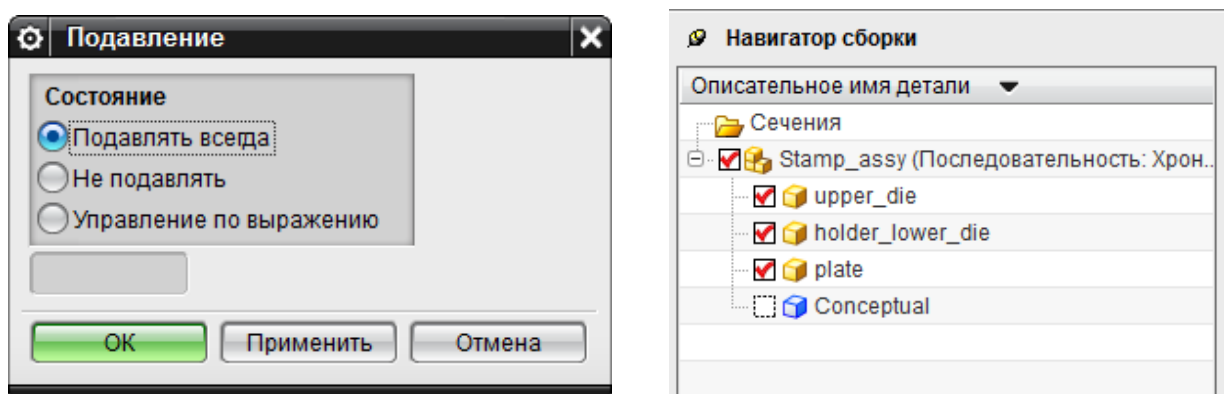 Подавление
Состояние
Подавлять всегда
Не подавлять
Управление по выражению
ОК
Применить
Отмена
Навигатор сборки
Описательное имя детали
Сечения
Stamp_assy (Последовательность: Хрон..
upper_die
holder_lower_die
plate
Conceptual